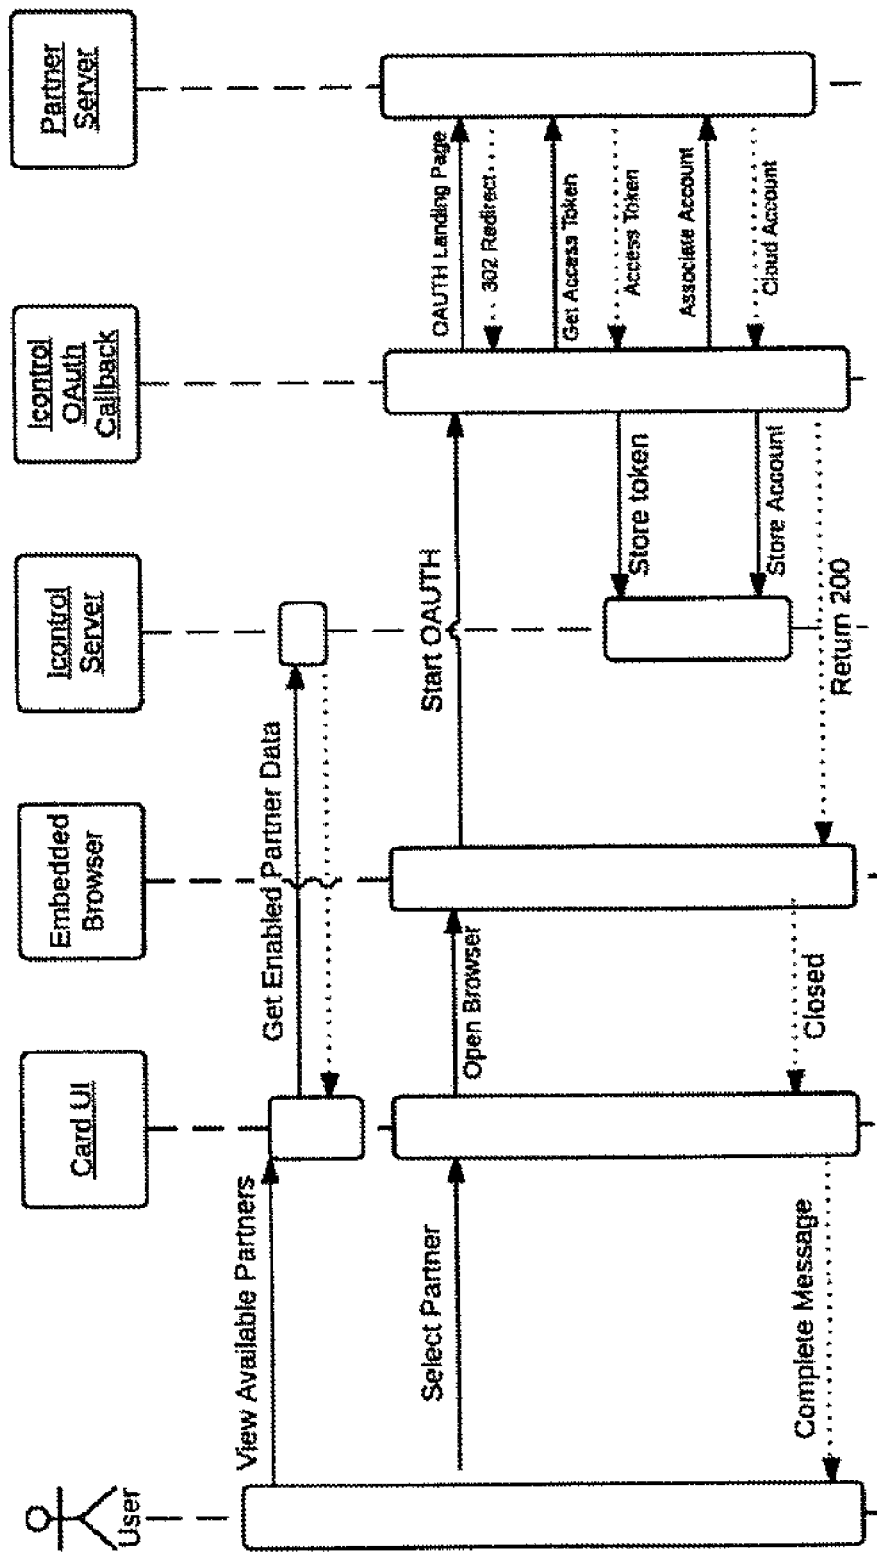 User
Card UI
Embedded
Browser
Icontrol
Server
Icontrol
OAuth
Callback
Partner
Server
View Available Partners
Get Enabled Partner Data
Select Partner
Open Browser
Start OAUTH
OAUTH Landing Page
302 Redirect
Get Access Token
Access Token
Store token
Associate Account
Cloud Account
Store Account
Return 200
Closed
Complete Message